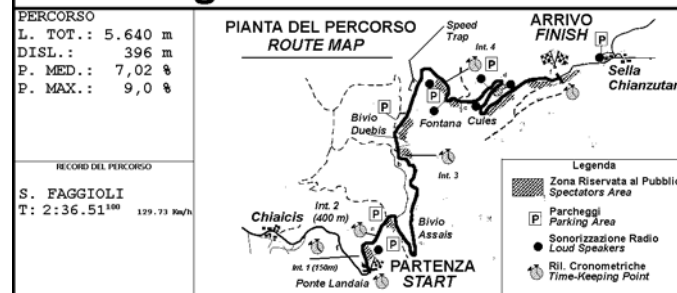 PERCORSO
L. TOT.: 5.640 m
DISL.: 396 m
P. MED.: 7,02 %
P. MAX.: 9,0 %
RECORD DEL PERCORSO
S. FAGGIOLI
T: 2:36.51¹⁰⁰ 129.73 Km/h
PIANTA DEL PERCORSO
ROUTE MAP
Speed
Trap
ARRIVO
FINISH
Int. 4
P
P
Sella
Chianzutan
P
P
Bivio
Duebis
Fontana
Cules
Int. 3
Int. 2
(400 m)
P
Chiaicis
Bivio
Assais
P
Int. 1 (150m)
PARTENZA
START
Ponte Landaia
Legenda
Zona Riservata al Pubblic
Spectators Area
P
Parcheggi
Parking Area
Sonorizzazione Radio
Loud Speakers
Ril. Cronometriche
Time-Keeping Point